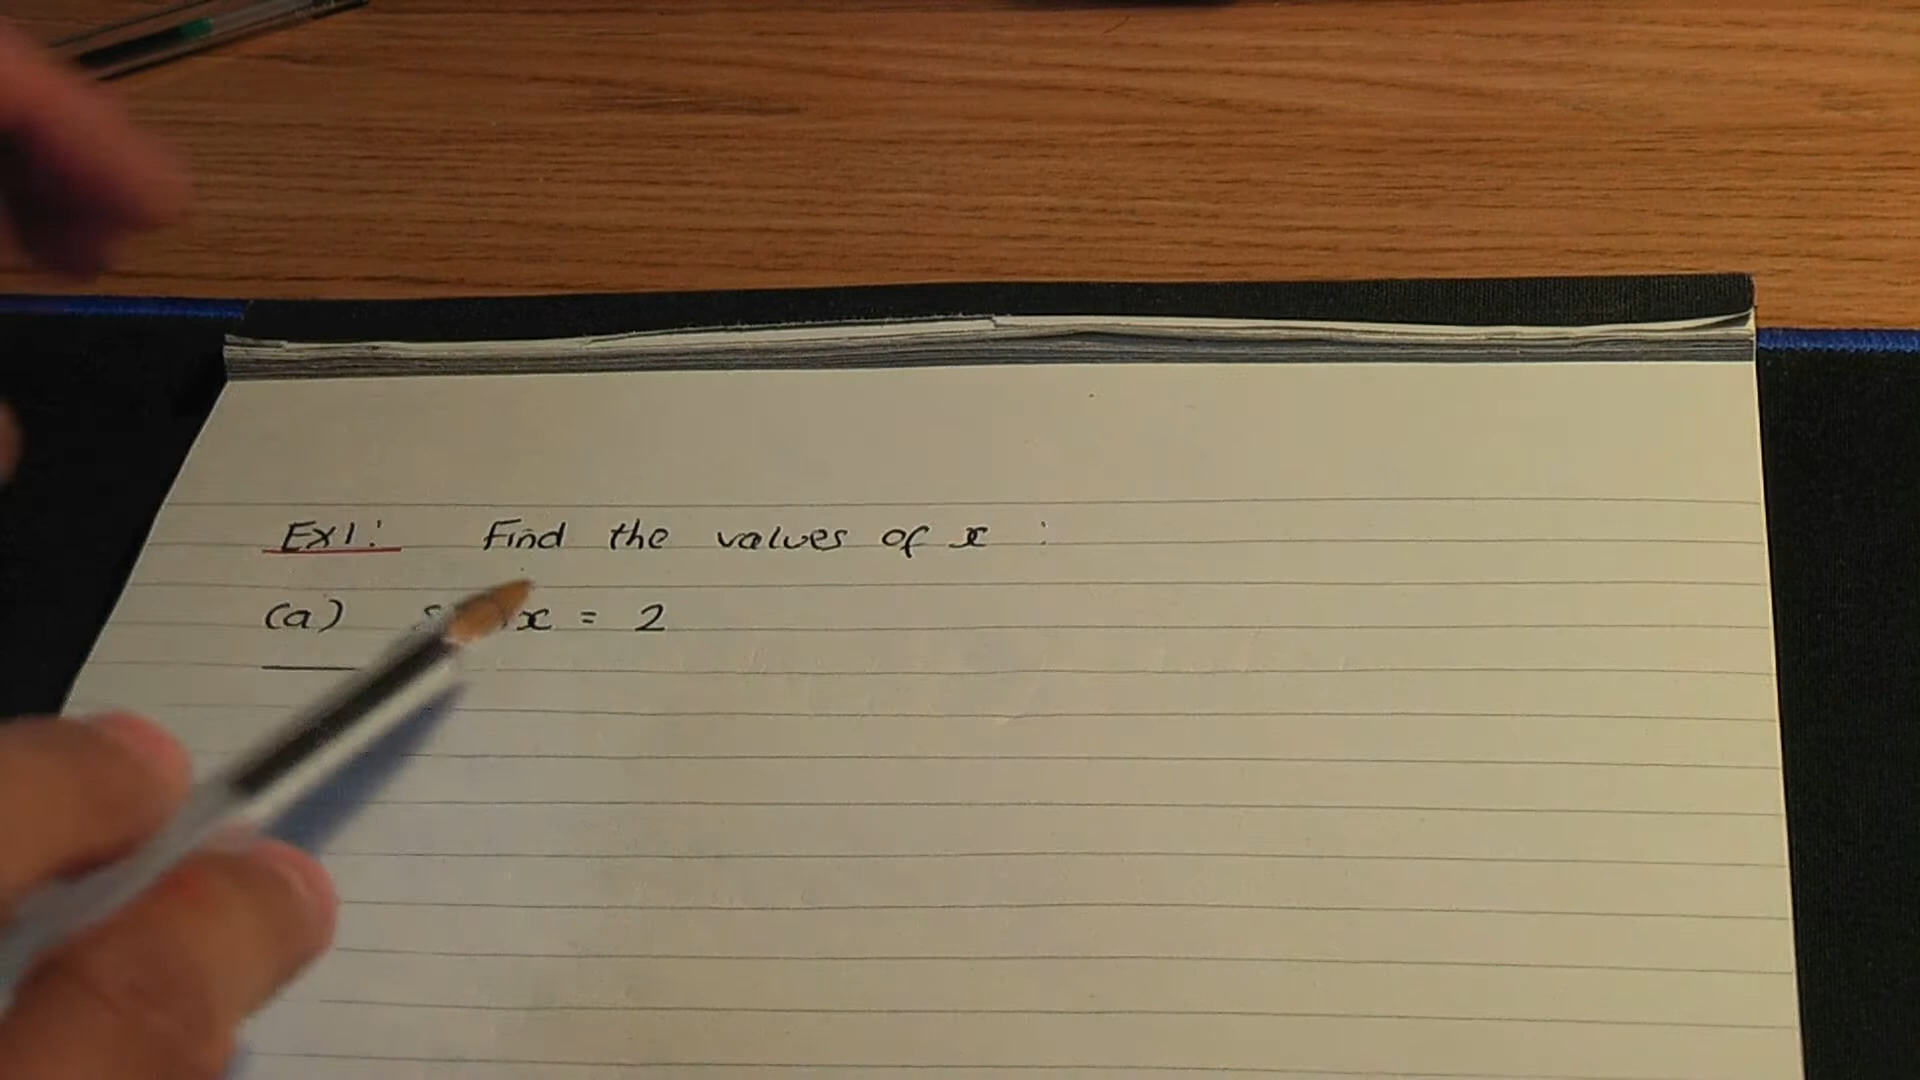 Ex1: Find the values of x :
(a) x = 2